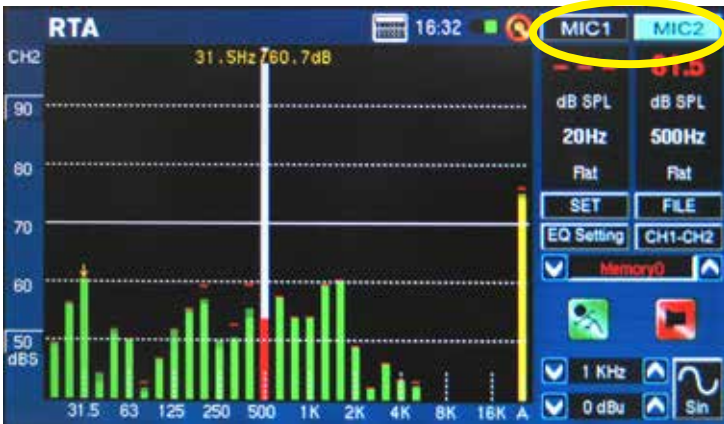 RTA 16:32 MIC1 MIC2
CH2 31.5Hz/60.7dB
dB SPL dB SPL
90
20Hz 500Hz
80
Flat Flat
SET FILE
70
EQ Setting CH1-CH2
Memory0
60
50
dBS
1 KHz
0 dBu Sin
31.5 63 125 250 500 1K 2K 4K 8K 16K A